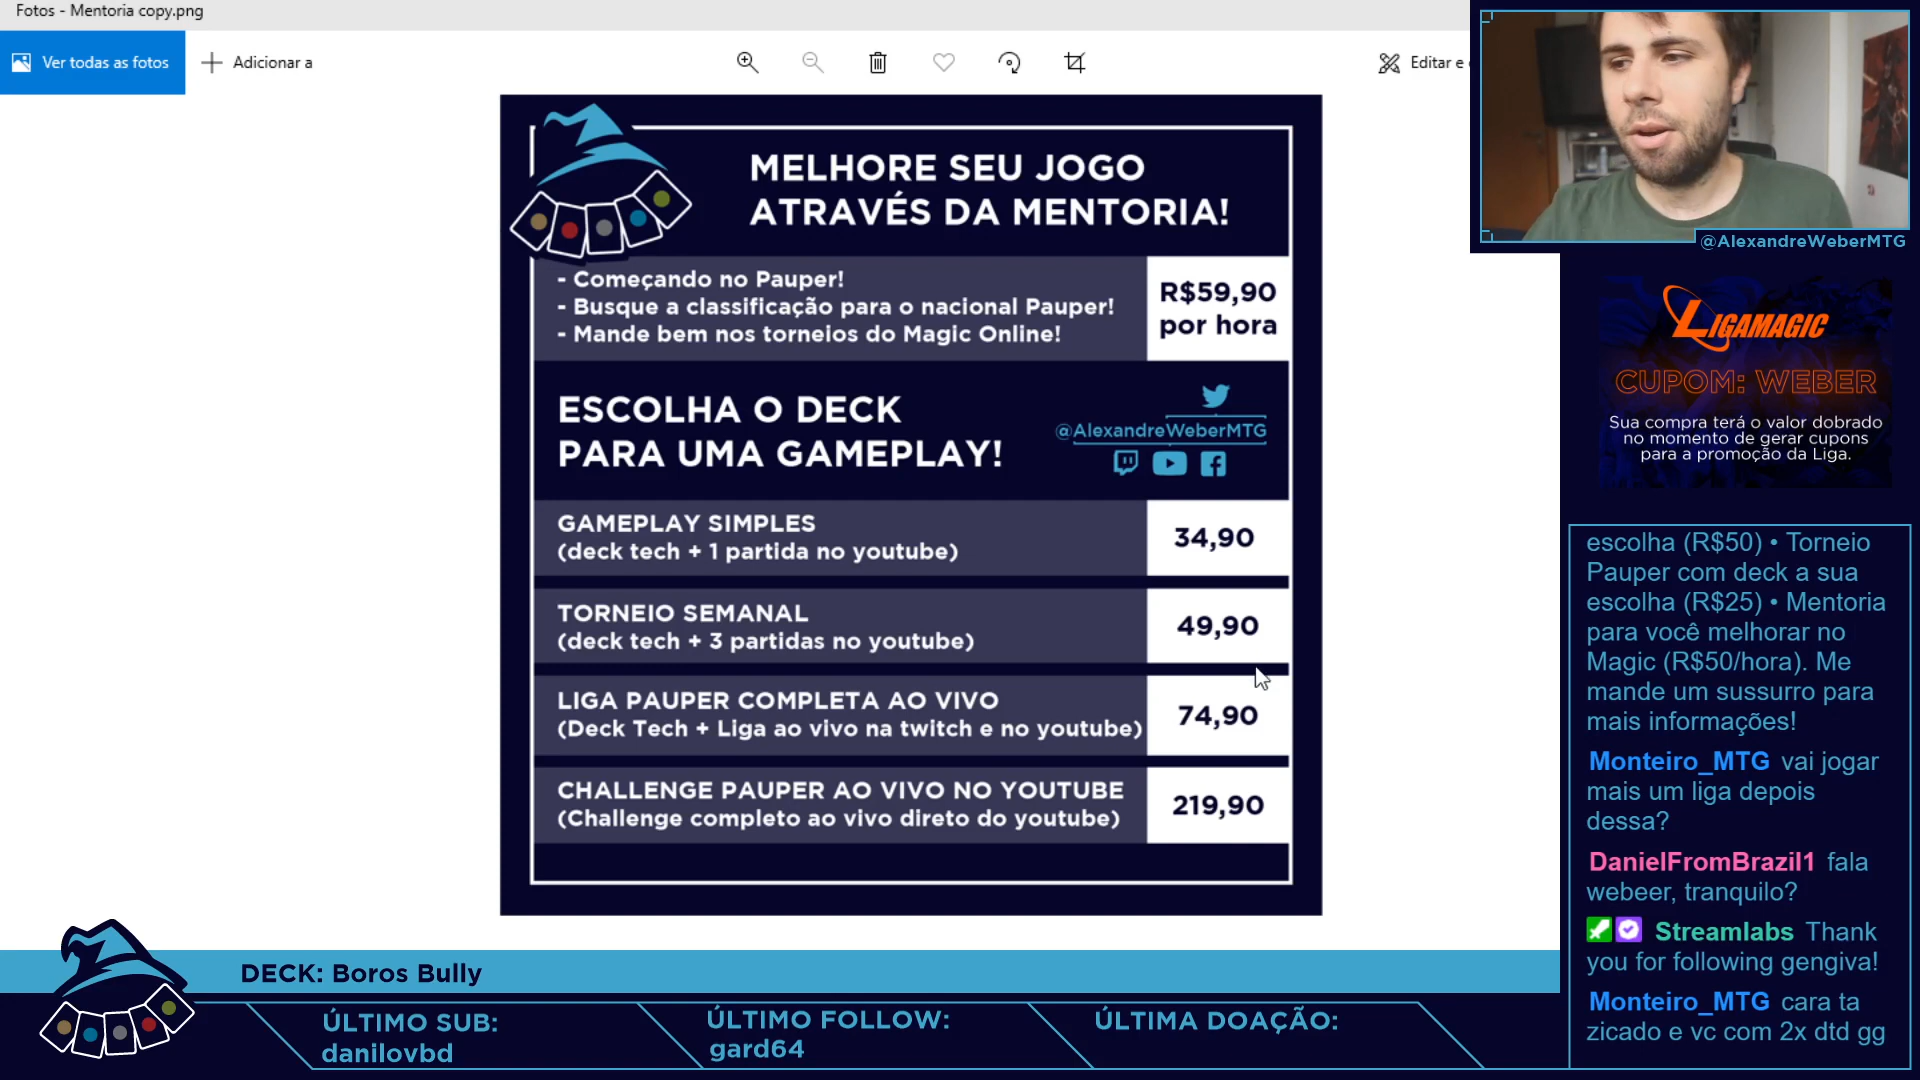 Fotos - Mentoria copy.png
Ver todas as fotos
Adicionar a
Editar e
MELHORE SEU JOGO
ATRAVÉS DA MENTORIA!
- Começando no Pauper!
- Busque a classificação para o nacional Pauper!
- Mande bem nos torneios do Magic Online!
R$59,90
por hora
ESCOLHA O DECK
PARA UMA GAMEPLAY!
@AlexandreWeberMTG
GAMEPLAY SIMPLES
(deck tech + 1 partida no youtube)
34,90
TORNEIO SEMANAL
(deck tech + 3 partidas no youtube)
49,90
LIGA PAUPER COMPLETA AO VIVO
(Deck Tech + Liga ao vivo na twitch e no youtube)
74,90
CHALLENGE PAUPER AO VIVO NO YOUTUBE
(Challenge completo ao vivo direto do youtube)
219,90
@AlexandreWeberMTG
LIGAMAGIC
CUPOM: WEBER
Sua compra terá o valor dobrado
no momento de gerar cupons
para a promoção da Liga.
escolha (R$50) • Torneio
Pauper com deck a sua
escolha (R$25) • Mentoria
para você melhorar no
Magic (R$50/hora). Me
mande um sussurro para
mais informações!
Monteiro_MTG vai jogar
mais um liga depois
dessa?
DanielFromBrazil1 fala
webeer, tranquilo?
Streamlabs Thank
you for following gengiva!
Monteiro_MTG cara ta
zicado e vc com 2x dtd gg
DECK: Boros Bully
ÚLTIMO SUB:
danilovbd
ÚLTIMO FOLLOW:
gard64
ÚLTIMA DOAÇÃO: